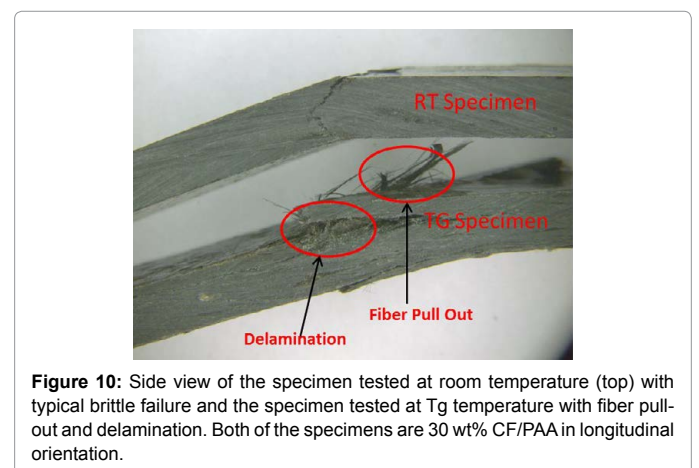 RT Specimen
TG Specimen
Fiber Pull Out
Delamination
Figure 10: Side view of the specimen tested at room temperature (top) with
typical brittle failure and the specimen tested at Tg temperature with fiber pull-
out and delamination. Both of the specimens are 30 wt% CF/PAA in longitudinal
orientation.